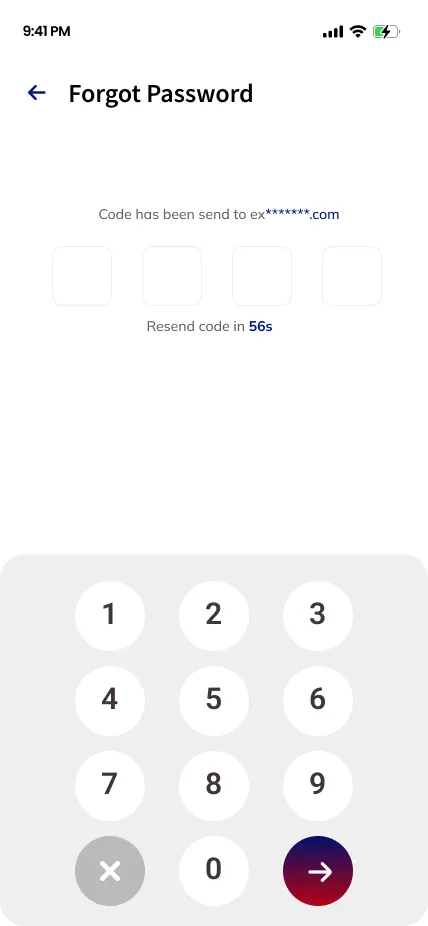 9:41 PM
Forgot Password
Code has been send to ex*******.com
Resend code in 56s
1 2 3
4 5 6
7 8 9
0